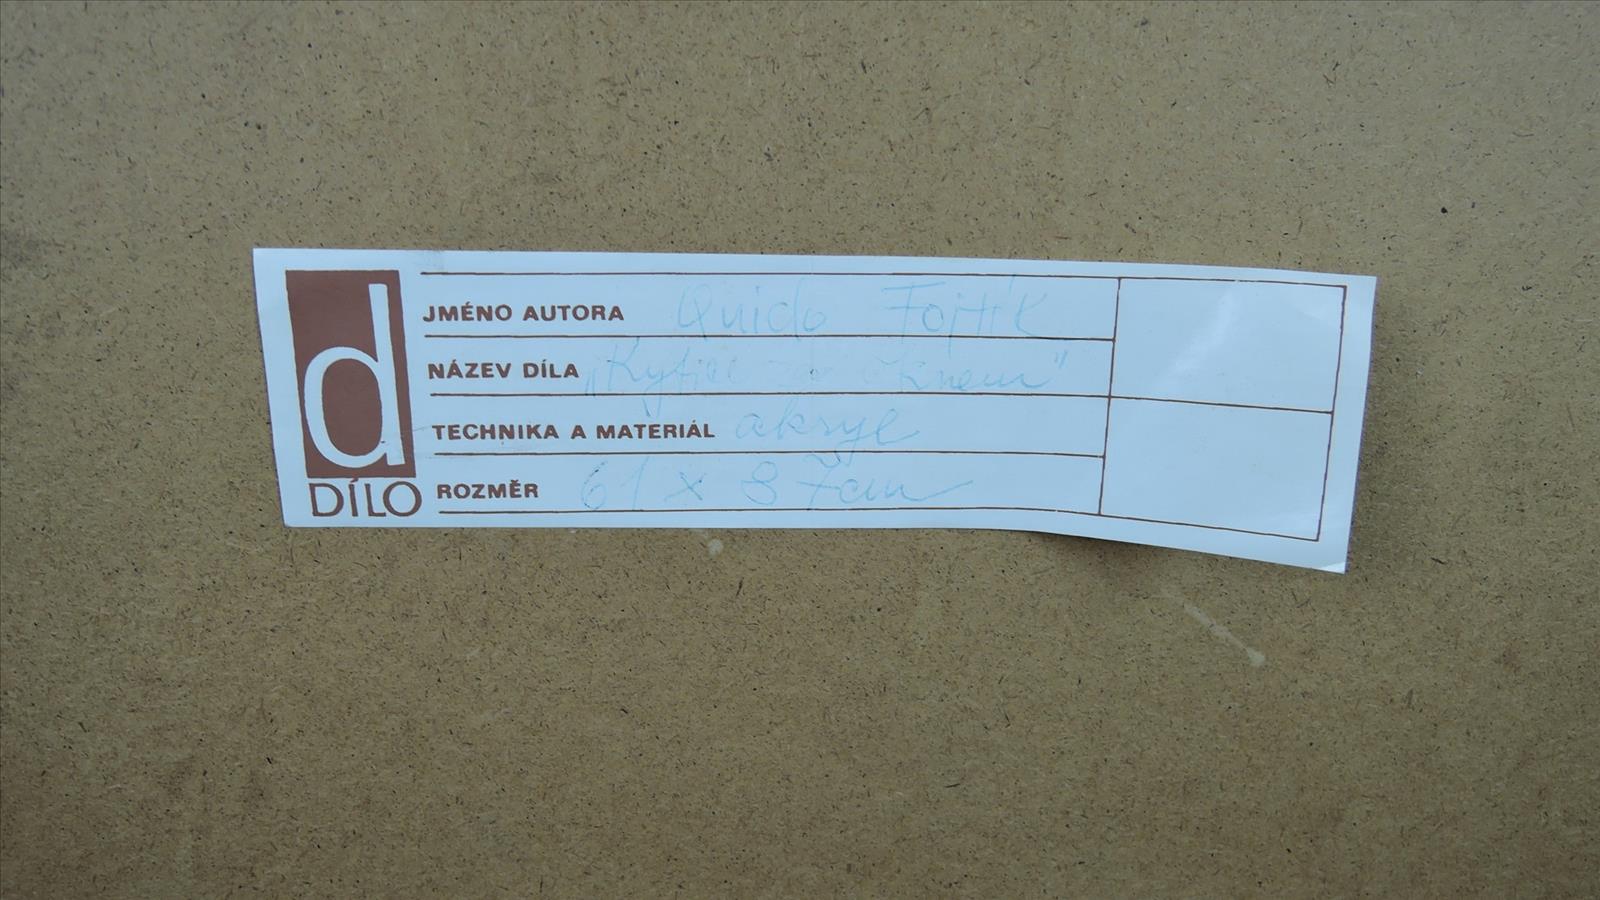 d
DÍLO
JMÉNO AUTORA Quido Fojtík
NÁZEV DÍLA „Kytice za oknem"
TECHNIKA A MATERIÁL akryl
ROZMĚR 61 x 87cm